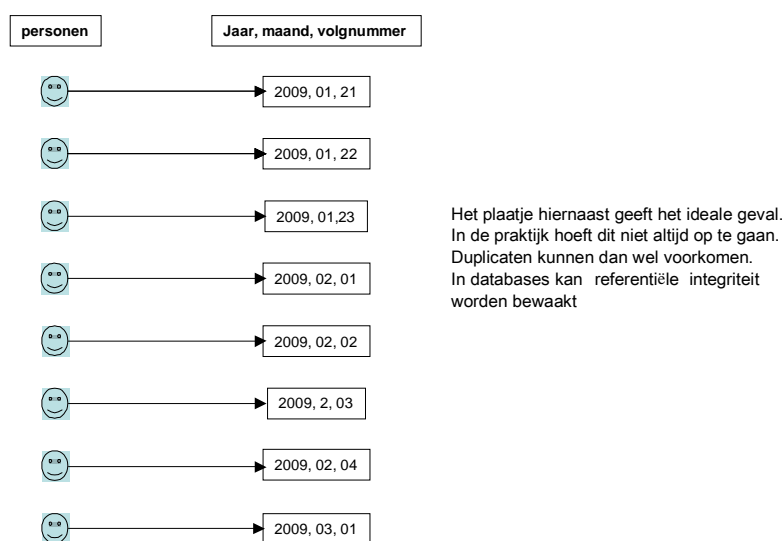 personen
Jaar, maand, volgnummer
2009, 01, 21
2009, 01, 22
2009, 01,23
2009, 02, 01
2009, 02, 02
2009, 2, 03
2009, 02, 04
2009, 03, 01
Het plaatje hiernaast geeft het ideale geval.
In de praktijk hoeft dit niet altijd op te gaan.
Duplicaten kunnen dan wel voorkomen.
In databases kan referentiële integriteit
worden bewaakt